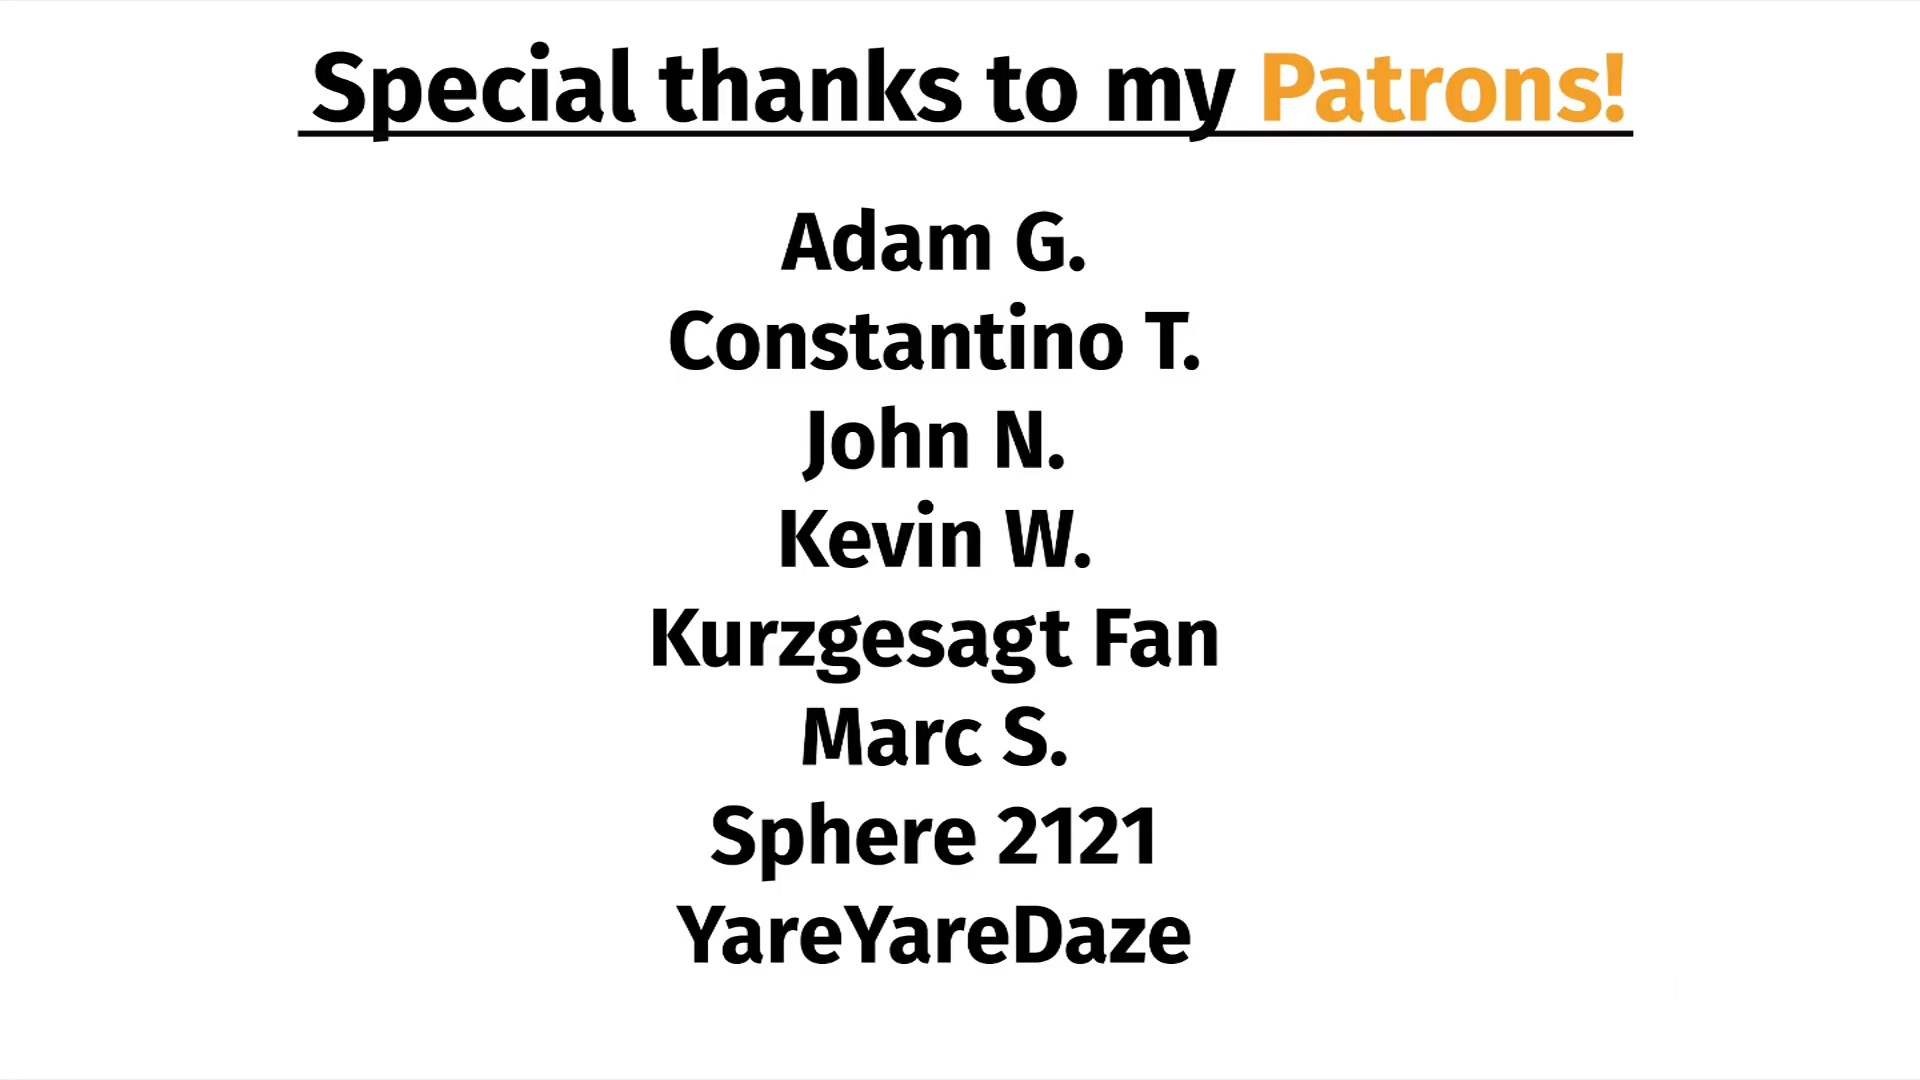 Special thanks to my Patrons!
Adam G.
Constantino T.
John N.
Kevin W.
Kurzgesagt Fan
Marc S.
Sphere 2121
YareYareDaze